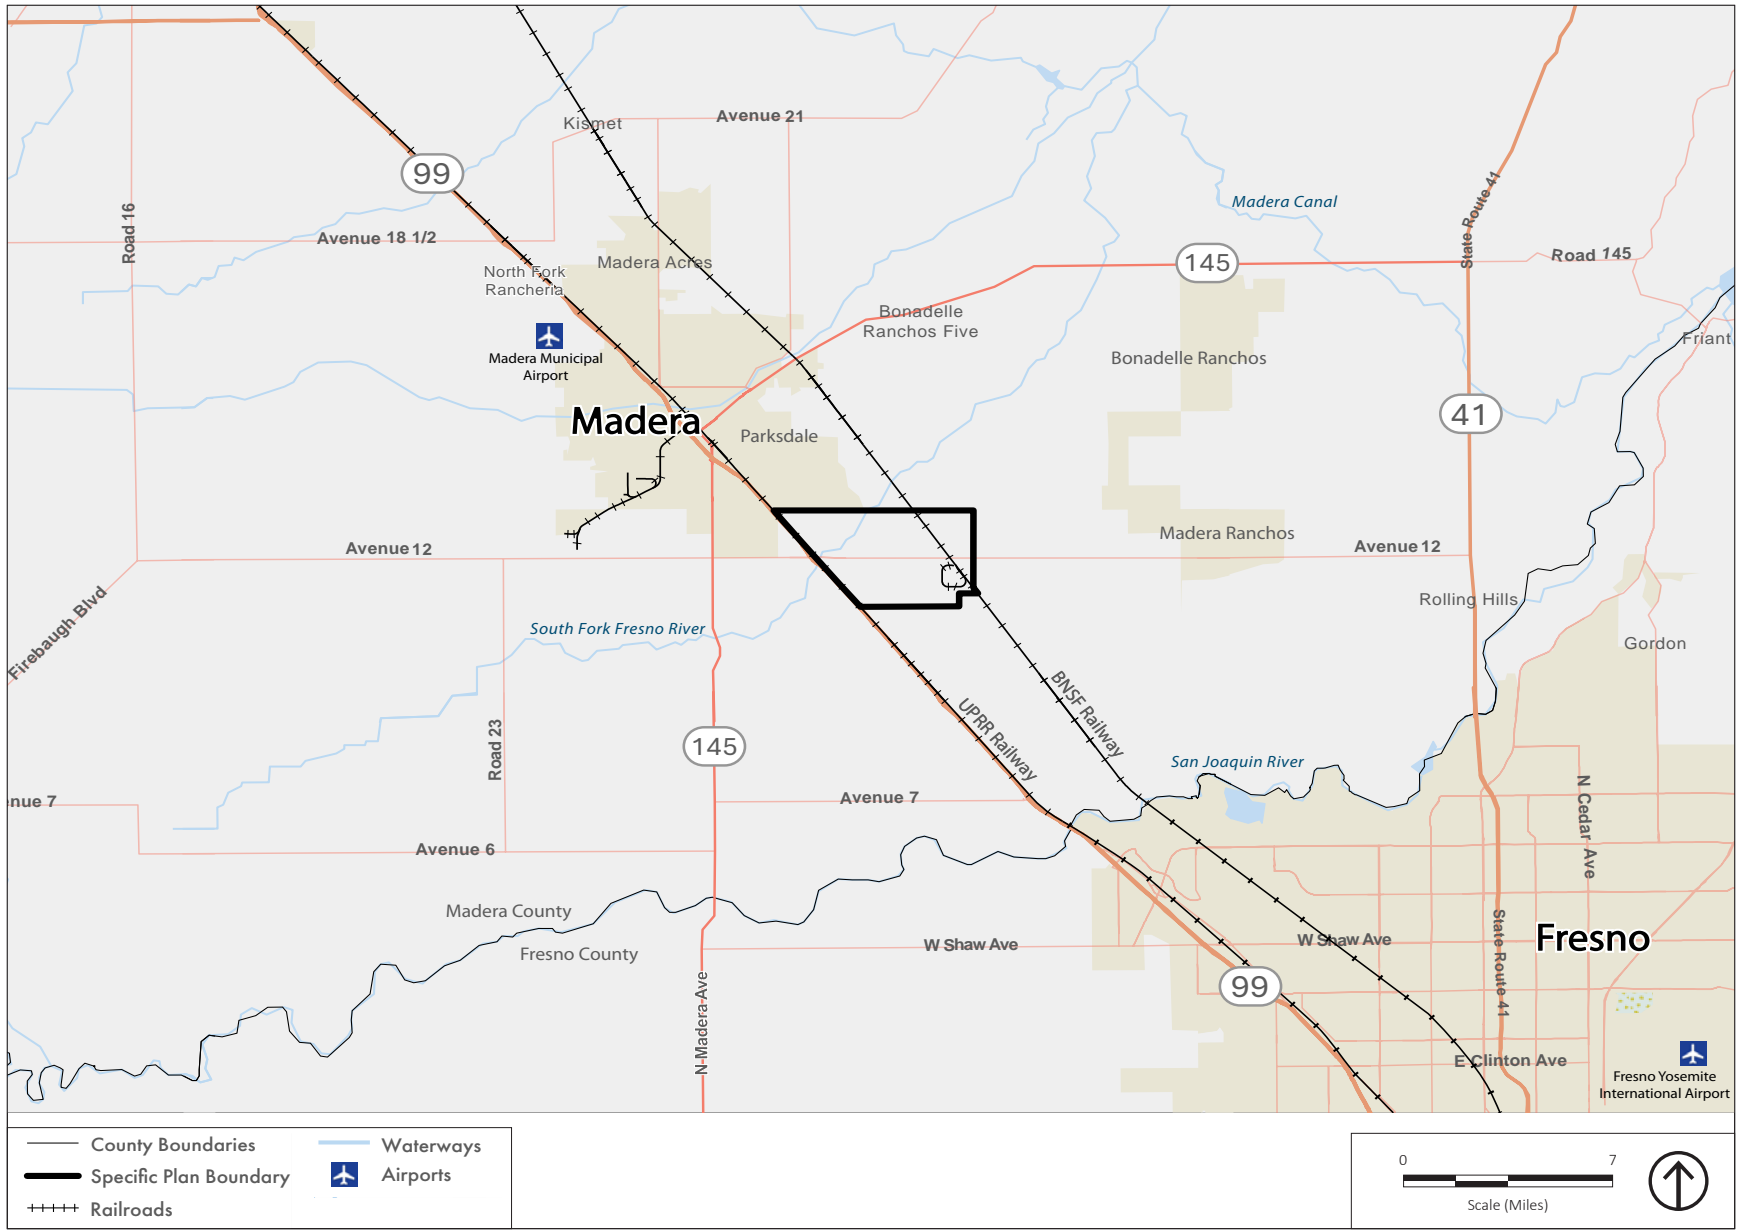 Kismet
Avenue 21
99
Road 16
Avenue 18 1/2
Madera Canal
State Route 41
145
Road 145
North Fork
Rancheria
Madera Acres
Bonadelle
Ranchos Five
Madera Municipal
Airport
Bonadelle Ranchos
Friant
Madera
Parksdale
41
Madera Ranchos
Avenue 12
Avenue 12
Firebaugh Blvd
South Fork Fresno River
Rolling Hills
Gordon
Road 23
145
UPRR Railway
BNSF Railway
San Joaquin River
nue 7
Avenue 7
N Cedar Ave
Avenue 6
Madera County
Fresno County
W Shaw Ave
W Shaw Ave
Fresno
State Route 41
99
N Madera Ave
E Clinton Ave
Fresno Yosemite
International Airport
County Boundaries
Waterways
Specific Plan Boundary
Airports
Railroads
0 7
Scale (Miles)